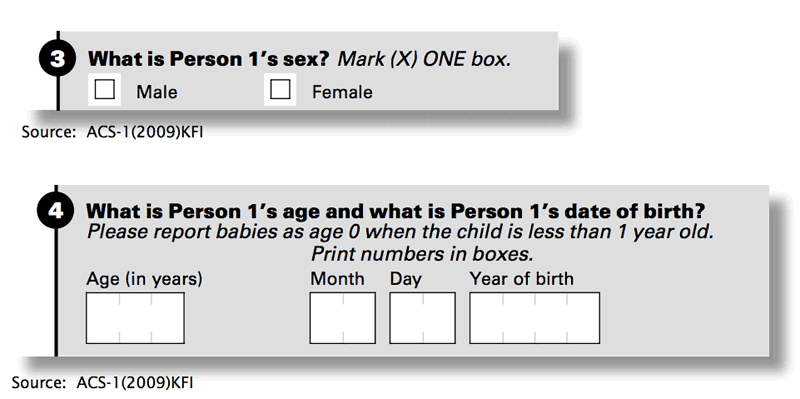 3 What is Person 1's sex? Mark (X) ONE box.
Male Female
Source: ACS-1(2009)KFI
4 What is Person 1's age and what is Person 1's date of birth?
Please report babies as age 0 when the child is less than 1 year old.
Print numbers in boxes.
Age (in years) Month Day Year of birth
Source: ACS-1(2009)KFI